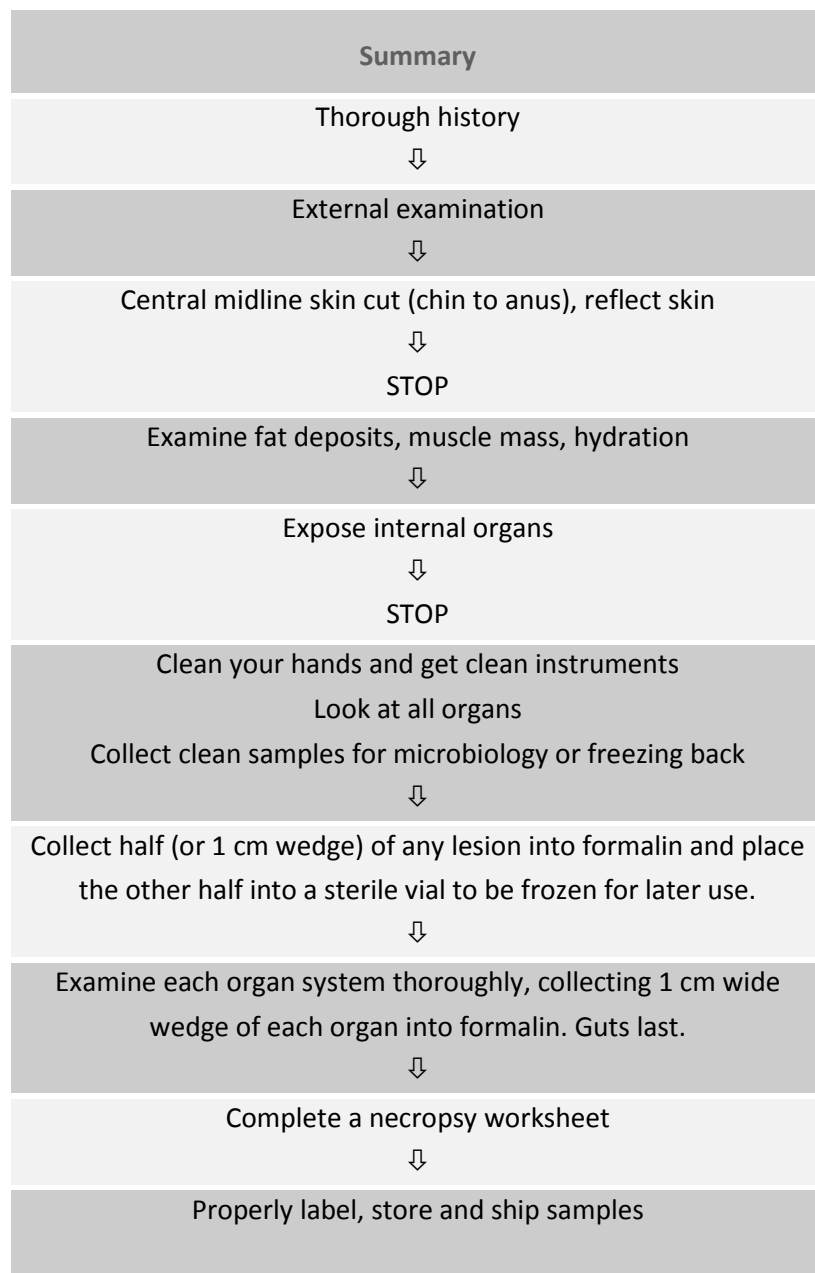 Summary
Thorough history
⇩
External examination
⇩
Central midline skin cut (chin to anus), reflect skin
⇩
STOP
Examine fat deposits, muscle mass, hydration
⇩
Expose internal organs
⇩
STOP
Clean your hands and get clean instruments
Look at all organs
Collect clean samples for microbiology or freezing back
⇩
Collect half (or 1 cm wedge) of any lesion into formalin and place
the other half into a sterile vial to be frozen for later use.
⇩
Examine each organ system thoroughly, collecting 1 cm wide
wedge of each organ into formalin. Guts last.
⇩
Complete a necropsy worksheet
⇩
Properly label, store and ship samples